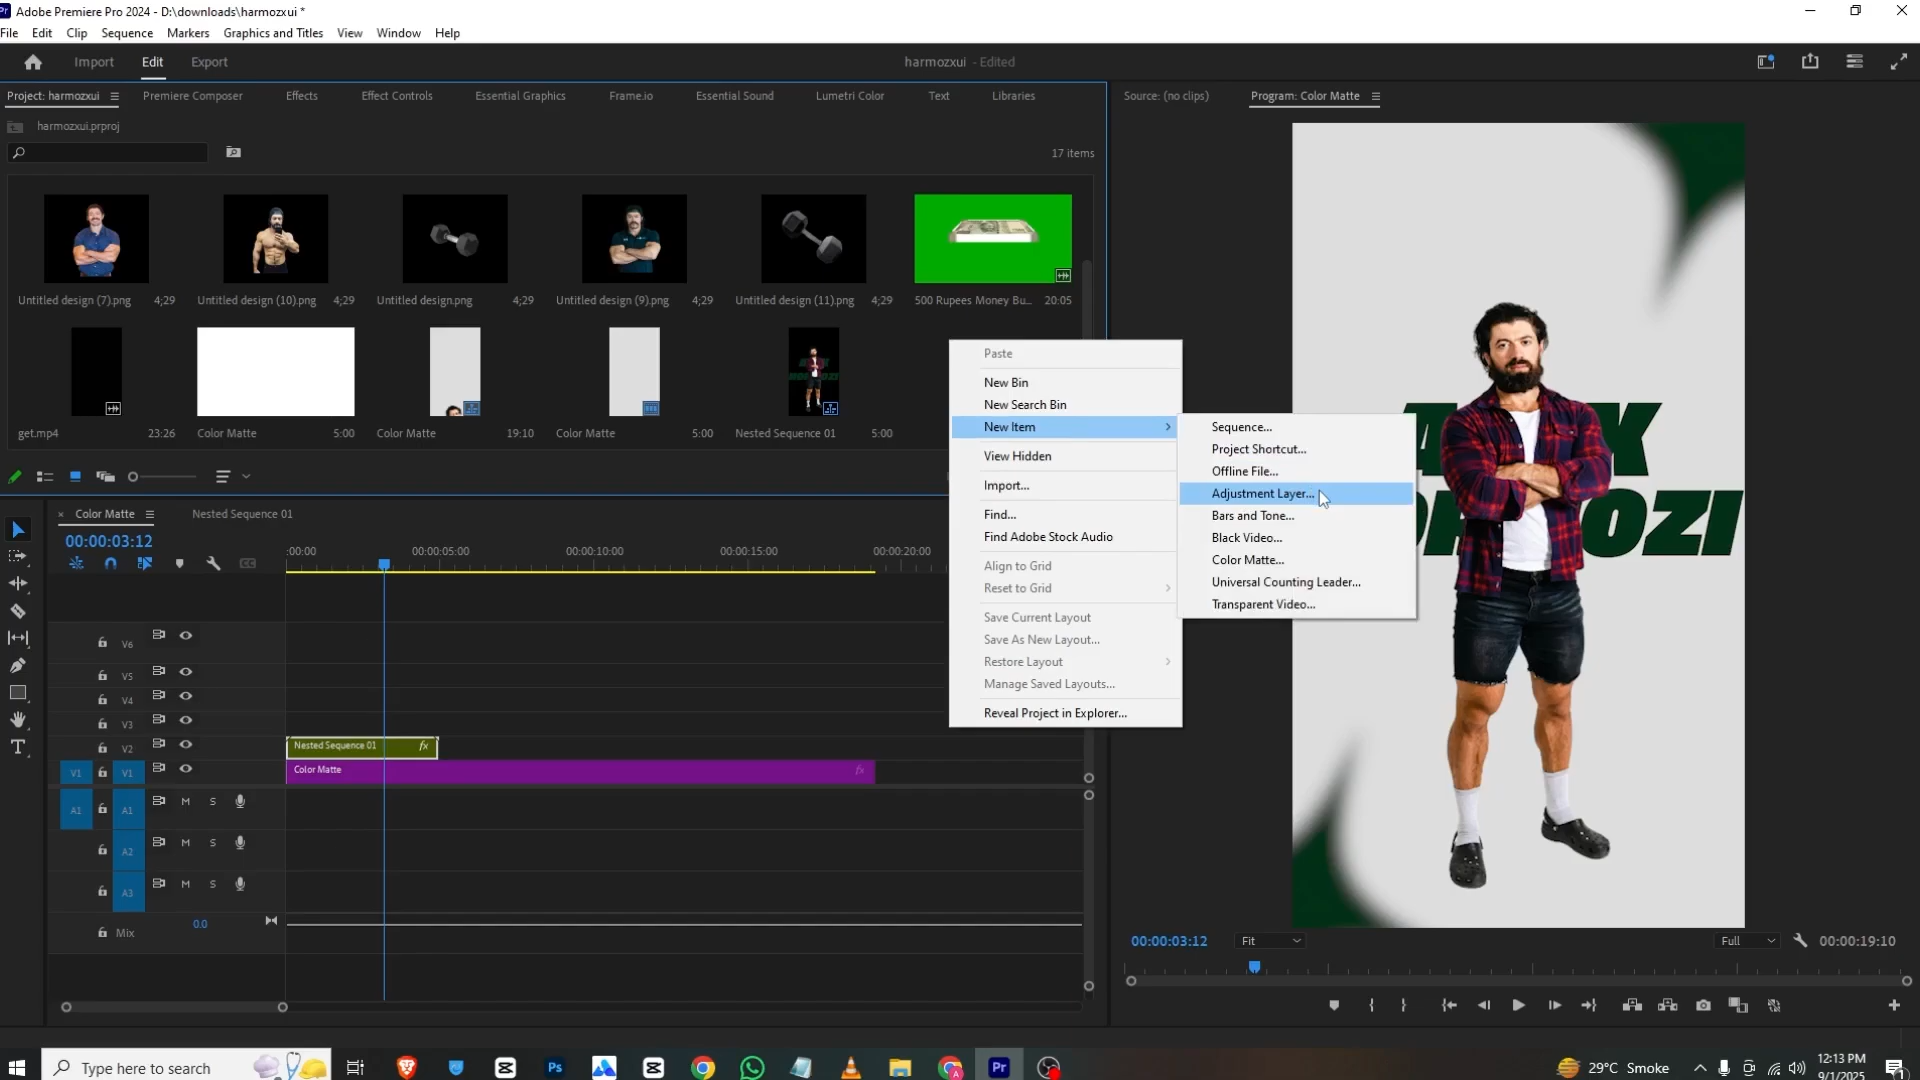 Adobe Premiere Pro 2024 - D:\downloads\harmozxui *
File Edit Clip Sequence Markers Graphics and Titles View Window Help
Import Edit Export
harmozxui - Edited
Project: harmozxui Premiere Composer Effects Effect Controls Essential Graphics Frame.io Essential Sound Lumetri Color Text Libraries
Source: (no clips) Program: Color Matte
harmozxui.prproj
17 items
Untitled design (7).png 4;29 Untitled design (10).png 4;29 Untitled design.png 4;29 Untitled design (9).png 4;29 Untitled design (11).png 4;29 500 Rupees Money Bu... 20:05
get.mp4 23:26 Color Matte 5:00 Color Matte 19:10 Color Matte 5:00 Nested Sequence 01 5:00
Paste
New Bin
New Search Bin
New Item
View Hidden
Import...
Find...
Find Adobe Stock Audio
Align to Grid
Reset to Grid
Save Current Layout
Save As New Layout...
Restore Layout
Manage Saved Layouts...
Reveal Project in Explorer...
Sequence...
Project Shortcut...
Offline File...
Adjustment Layer...
Bars and Tone...
Black Video...
Color Matte...
Universal Counting Leader...
Transparent Video...
Color Matte Nested Sequence 01
00:00:03:12
:00:00 00:00:05:00 00:00:10:00 00:00:15:00 00:00:20:00
V6
V5
V4
V3
V2 Nested Sequence 01 fx
V1 V1 Color Matte fx
A1 A1 M S
A2 M S
A3 M S
Mix 0.0
00:00:03:12 Fit Full 00:00:19:10
Type here to search
29°C Smoke
12:13 PM
9/1/2025